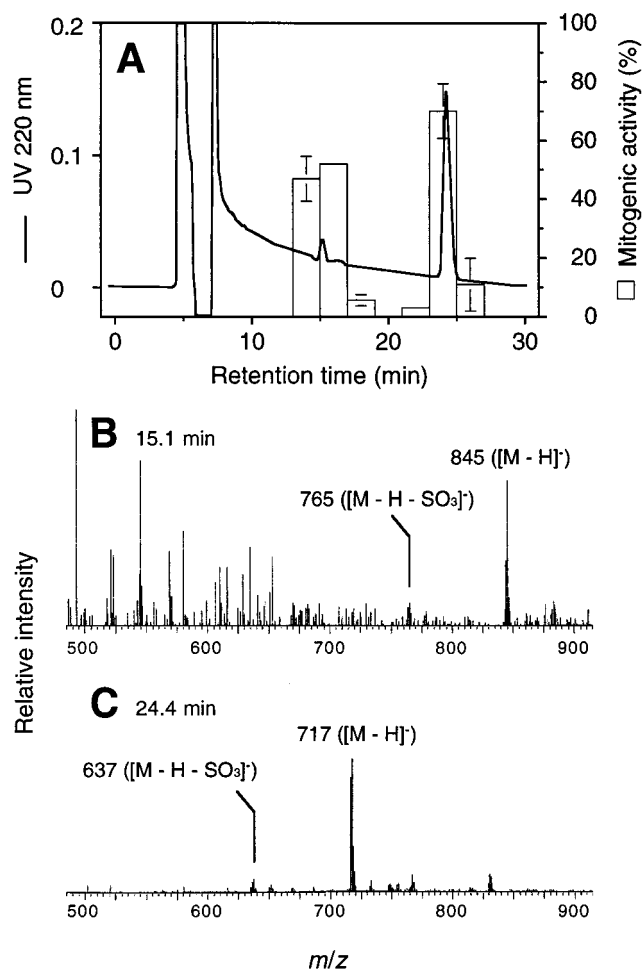 A
UV 220 nm
0.2
0.1
0
100
80
60
40
20
0
Mitogenic activity (%)
0 10 20 30
Retention time (min)
B 15.1 min
845 ([M - H]-)
765 ([M - H - SO3]-)
500 600 700 800 900
Relative intensity
C 24.4 min
717 ([M - H]-)
637 ([M - H - SO3]-)
500 600 700 800 900
m/z